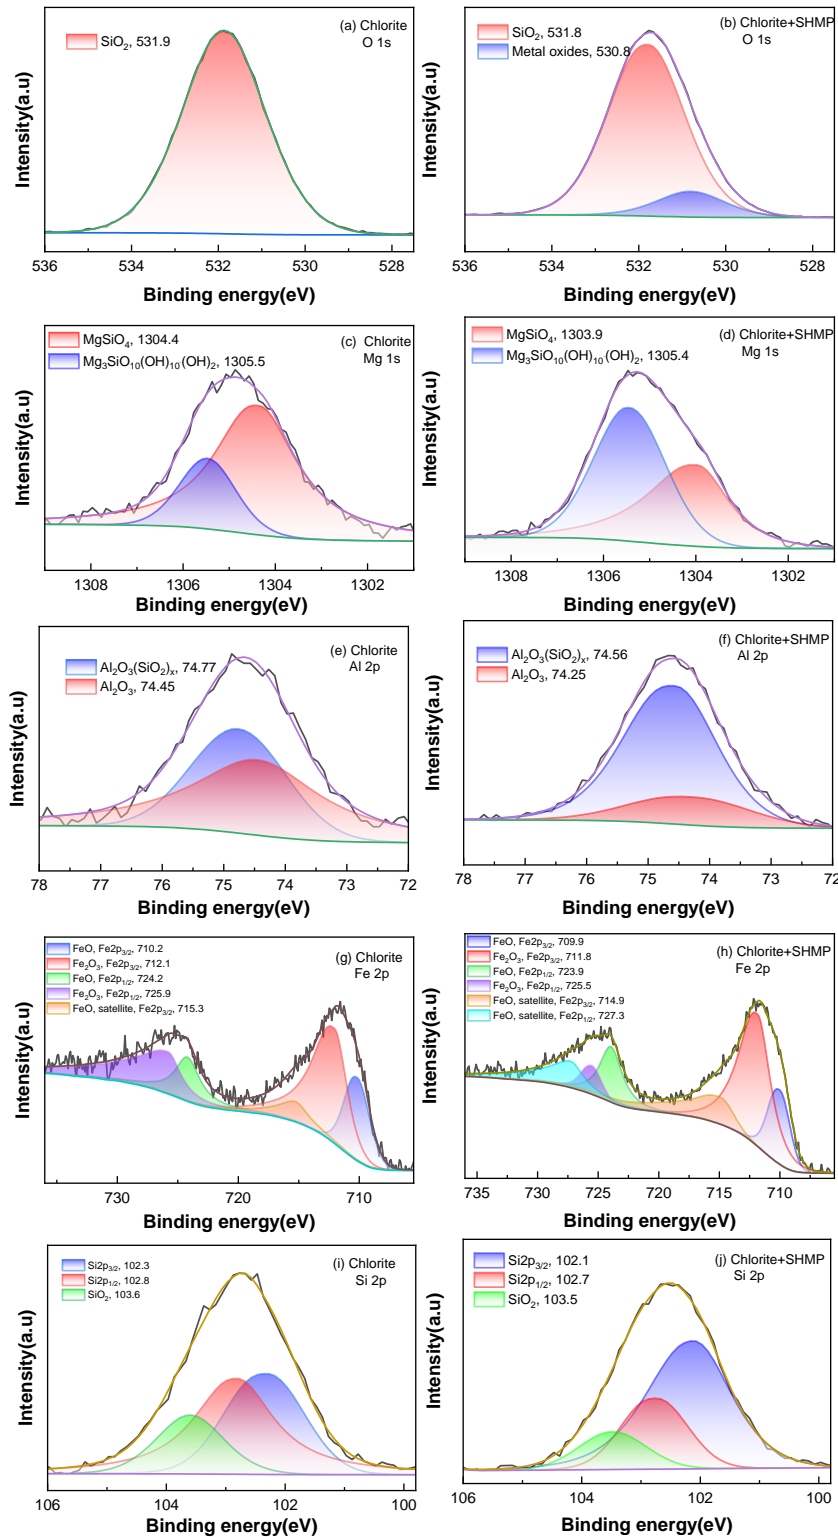 (a) Chlorite
O 1s
SiO2, 531.9
Intensity(a.u)
536 534 532 530 528
Binding energy(eV)
(b) Chlorite+SHMP
O 1s
SiO2, 531.8
Metal oxides, 530.8
Intensity(a.u)
536 534 532 530 528
Binding energy(eV)
(c) Chlorite
Mg 1s
MgSiO4, 1304.4
Mg3SiO10(OH)10(OH)2, 1305.5
Intensity(a.u)
1308 1306 1304 1302
Binding energy(eV)
(d) Chlorite+SHMP
Mg 1s
MgSiO4, 1303.9
Mg3SiO10(OH)10(OH)2, 1305.4
Intensity(a.u)
1308 1306 1304 1302
Binding energy(eV)
(e) Chlorite
Al 2p
Al2O3(SiO2)x, 74.77
Al2O3, 74.45
Intensity(a.u)
78 77 76 75 74 73 72
Binding energy(eV)
(f) Chlorite+SHMP
Al 2p
Al2O3(SiO2)x, 74.56
Al2O3, 74.25
Intensity(a.u)
78 77 76 75 74 73 72
Binding energy(eV)
(g) Chlorite
Fe 2p
FeO, Fe2p3/2, 710.2
Fe2O3, Fe2p3/2, 712.1
FeO, Fe2p1/2, 724.2
Fe2O3, Fe2p1/2, 725.9
FeO, satellite, Fe2p3/2, 715.3
Intensity(a.u)
730 720 710
Binding energy(eV)
(h) Chlorite+SHMP
Fe 2p
FeO, Fe2p3/2, 709.9
Fe2O3, Fe2p3/2, 711.8
FeO, Fe2p1/2, 723.9
Fe2O3, Fe2p1/2, 725.5
FeO, satellite, Fe2p3/2, 714.9
FeO, satellite, Fe2p1/2, 727.3
Intensity(a.u)
735 730 725 720 715 710
Binding energy(eV)
(i) Chlorite
Si 2p
Si2p3/2, 102.3
Si2p1/2, 102.8
SiO2, 103.6
Intensity(a.u)
106 104 102 100
Binding energy(eV)
(j) Chlorite+SHMP
Si 2p
Si2p3/2, 102.1
Si2p1/2, 102.7
SiO2, 103.5
Intensity(a.u)
106 104 102 100
Binding energy(eV)